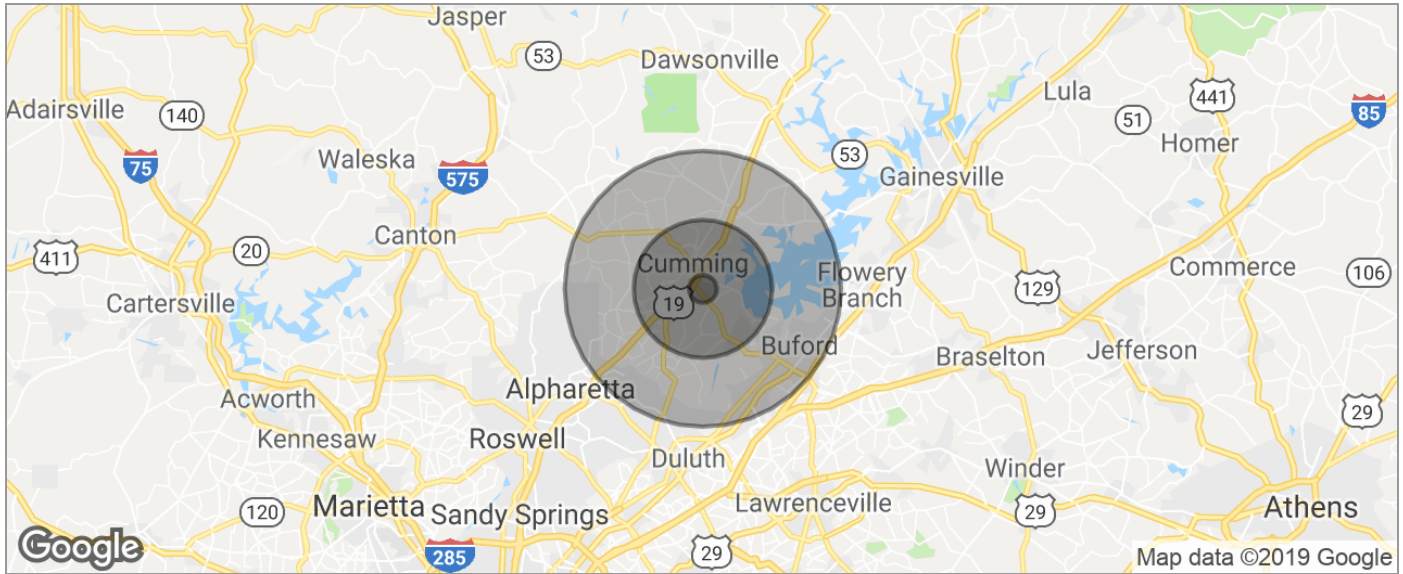 Jasper
53
Dawsonville
Adairsville
140
Lula
441
85
51
Homer
75
Waleska
575
53
Gainesville
Canton
20
411
Cumming
Flowery
Branch
129
Commerce
106
Cartersville
19
Buford
Braselton
Jefferson
Alpharetta
Acworth
29
Kennesaw
Roswell
Duluth
Winder
Marietta
120
Sandy Springs
Lawrenceville
29
Athens
Google
285
29
Map data ©2019 Google